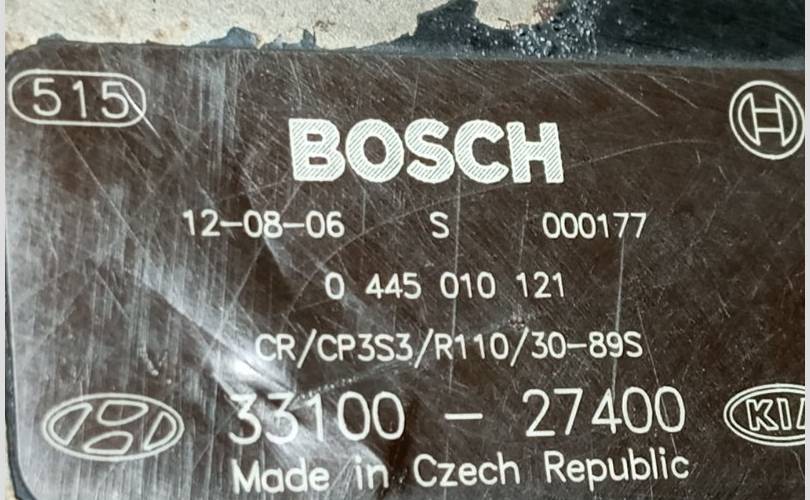 515
BOSCH
12-08-06 S 000177
0 445 010 121
CR/CP3S3/R110/30-89S
33100 - 27400
KIA
Made in Czech Republic